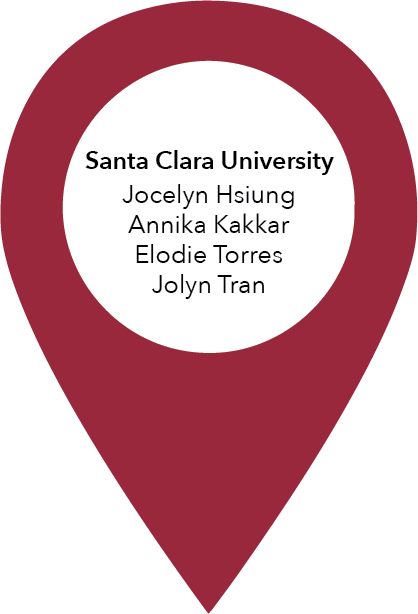 Santa Clara University
Jocelyn Hsiung
Annika Kakkar
Elodie Torres
Jolyn Tran